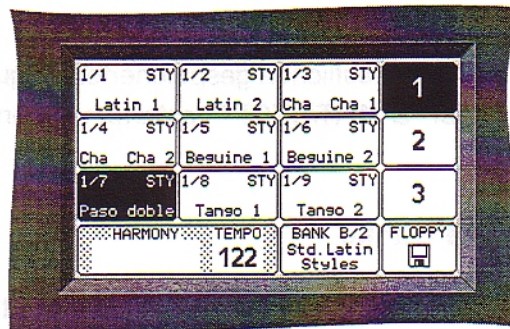 1/1 STY 1/2 STY 1/3 STY 1
Latin 1 Latin 2 Cha Cha 1
1/4 STY 1/5 STY 1/6 STY 2
Cha Cha 2 Beguine 1 Beguine 2
1/7 STY 1/8 STY 1/9 STY 3
Paso doble Tango 1 Tango 2
HARMONY TEMPO BANK B/2 FLOPPY
122 Std.Latin
Styles